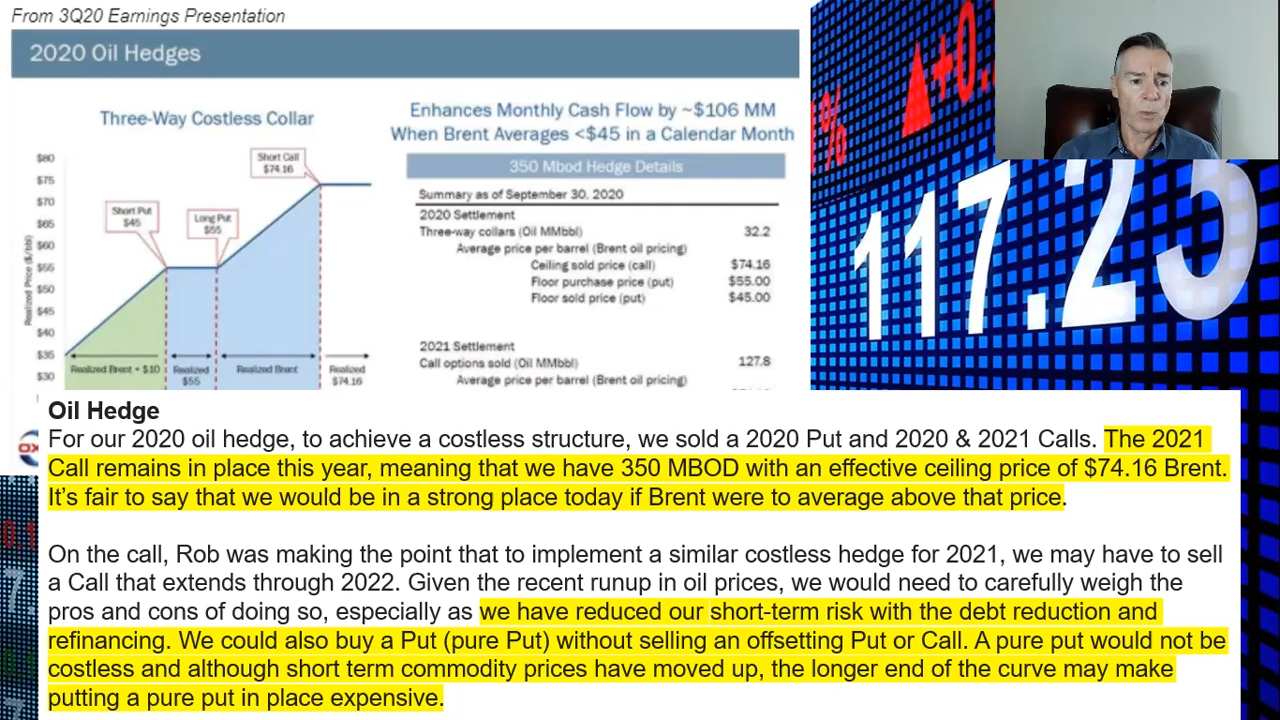 From 3Q20 Earnings Presentation
2020 Oil Hedges
Three-Way Costless Collar
$80
$75
$70
$65
$60
$55
$50
$45
$40
$35
$30
Realized Price ($/bbl)
Short Put
$45
Long Put
$55
Short Call
$74.16
Realized Brent + $10
Realized
$55
Realized Brent
Realized
$74.16
Enhances Monthly Cash Flow by ~$106 MM
When Brent Averages <$45 in a Calendar Month
350 Mbod Hedge Details
Summary as of September 30, 2020
2020 Settlement
Three-way collars (Oil MMbbl) 32.2
Average price per barrel (Brent oil pricing)
Ceiling sold price (call) $74.16
Floor purchase price (put) $55.00
Floor sold price (put) $45.00
2021 Settlement
Call options sold (Oil MMbbl) 127.8
Average price per barrel (Brent oil pricing)
+0.
%
117.25
Oil Hedge
For our 2020 oil hedge, to achieve a costless structure, we sold a 2020 Put and 2020 & 2021 Calls. The 2021
Call remains in place this year, meaning that we have 350 MBOD with an effective ceiling price of $74.16 Brent.
It's fair to say that we would be in a strong place today if Brent were to average above that price.
On the call, Rob was making the point that to implement a similar costless hedge for 2021, we may have to sell
a Call that extends through 2022. Given the recent runup in oil prices, we would need to carefully weigh the
pros and cons of doing so, especially as we have reduced our short-term risk with the debt reduction and
refinancing. We could also buy a Put (pure Put) without selling an offsetting Put or Call. A pure put would not be
costless and although short term commodity prices have moved up, the longer end of the curve may make
putting a pure put in place expensive.